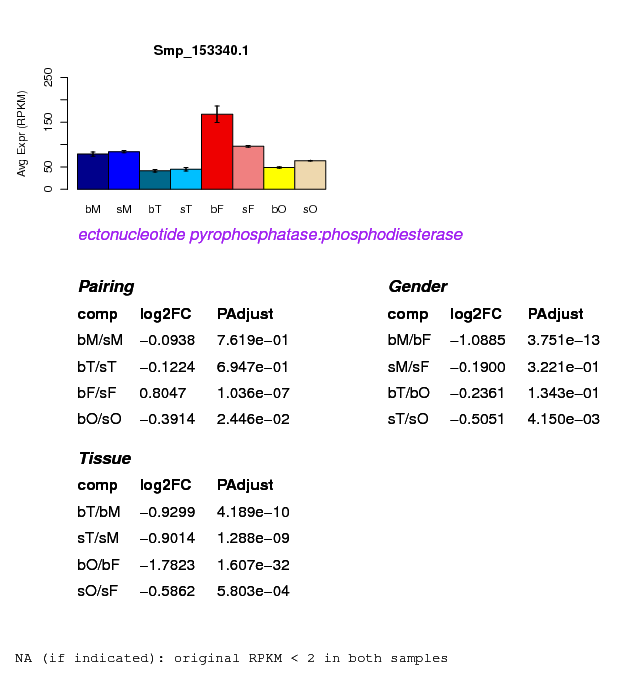 Smp_153340.1
Avg Expr (RPKM)
0 50 150 250
bM sM bT sT bF sF bO sO
ectonucleotide pyrophosphatase:phosphodiesterase
Pairing
comp log2FC PAdjust
bM/sM −0.0938 7.619e−01
bT/sT −0.1224 6.947e−01
bF/sF 0.8047 1.036e−07
bO/sO −0.3914 2.446e−02
Gender
comp log2FC PAdjust
bM/bF −1.0885 3.751e−13
sM/sF −0.1900 3.221e−01
bT/bO −0.2361 1.343e−01
sT/sO −0.5051 4.150e−03
Tissue
comp log2FC PAdjust
bT/bM −0.9299 4.189e−10
sT/sM −0.9014 1.288e−09
bO/bF −1.7823 1.607e−32
sO/sF −0.5862 5.803e−04
NA (if indicated): original RPKM < 2 in both samples